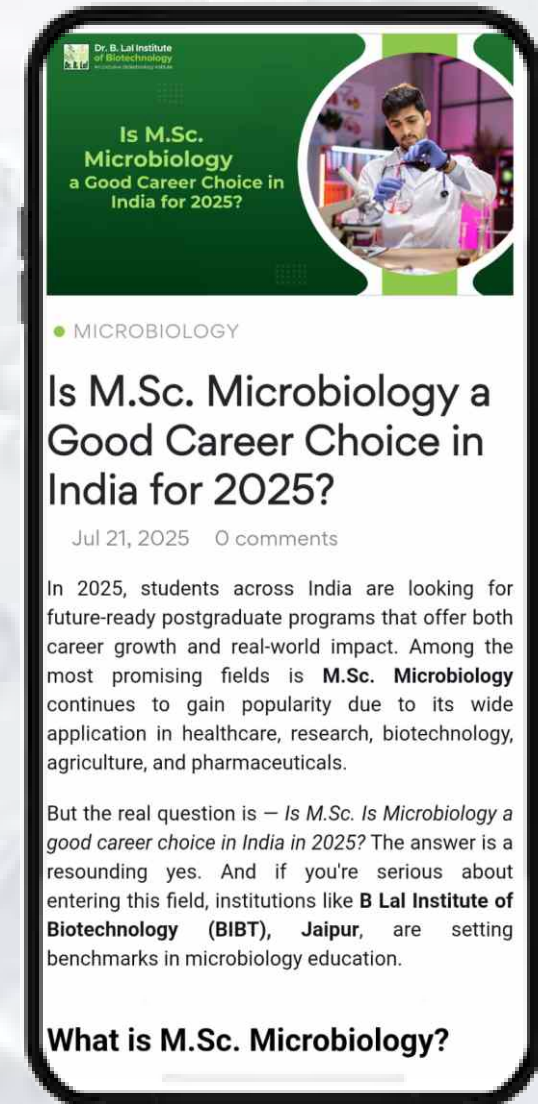 Dr. B. Lal Institute
of Biotechnology
Dr. B. Lal
Is M.Sc.
Microbiology
a Good Career Choice in
India for 2025?
MICROBIOLOGY
Is M.Sc. Microbiology a
Good Career Choice in
India for 2025?
Jul 21, 2025 0 comments
In 2025, students across India are looking for
future-ready postgraduate programs that offer both
career growth and real-world impact. Among the
most promising fields is M.Sc. Microbiology
continues to gain popularity due to its wide
application in healthcare, research, biotechnology,
agriculture, and pharmaceuticals.
But the real question is — Is M.Sc. Is Microbiology a
good career choice in India in 2025? The answer is a
resounding yes. And if you're serious about
entering this field, institutions like B Lal Institute of
Biotechnology (BIBT), Jaipur, are setting
benchmarks in microbiology education.
What is M.Sc. Microbiology?